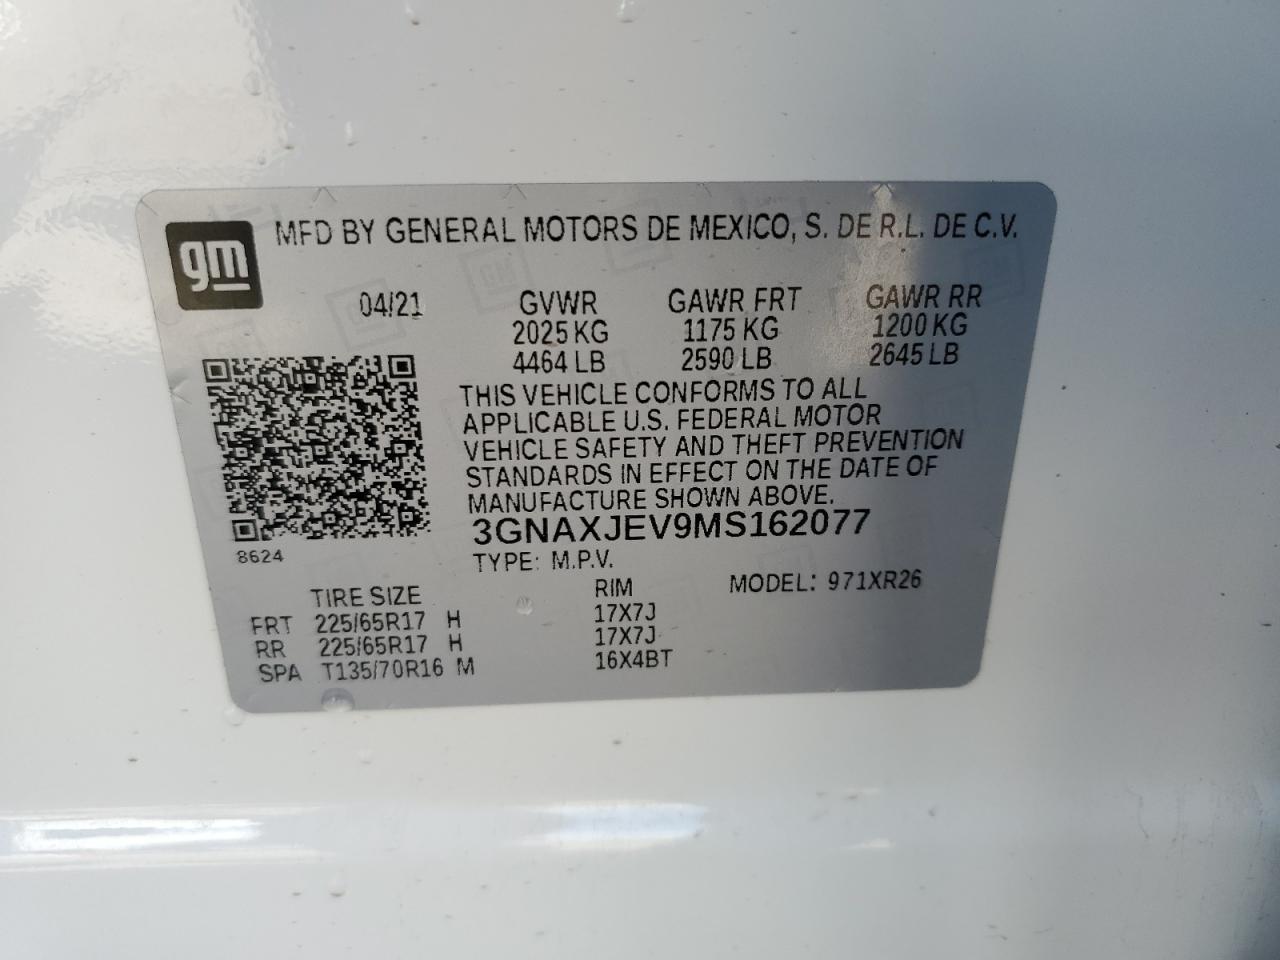 gm
MFD BY GENERAL MOTORS DE MEXICO, S. DE R.L. DE C.V.
04/21 GVWR GAWR FRT GAWR RR
2025 KG 1175 KG 1200 KG
4464 LB 2590 LB 2645 LB
THIS VEHICLE CONFORMS TO ALL
APPLICABLE U.S. FEDERAL MOTOR
VEHICLE SAFETY AND THEFT PREVENTION
STANDARDS IN EFFECT ON THE DATE OF
MANUFACTURE SHOWN ABOVE.
3GNAXJEV9MS162077
8624
TYPE: M.P.V.
TIRE SIZE RIM MODEL: 971XR26
FRT 225/65R17 H 17X7J
RR 225/65R17 H 17X7J
SPA T135/70R16 M 16X4BT